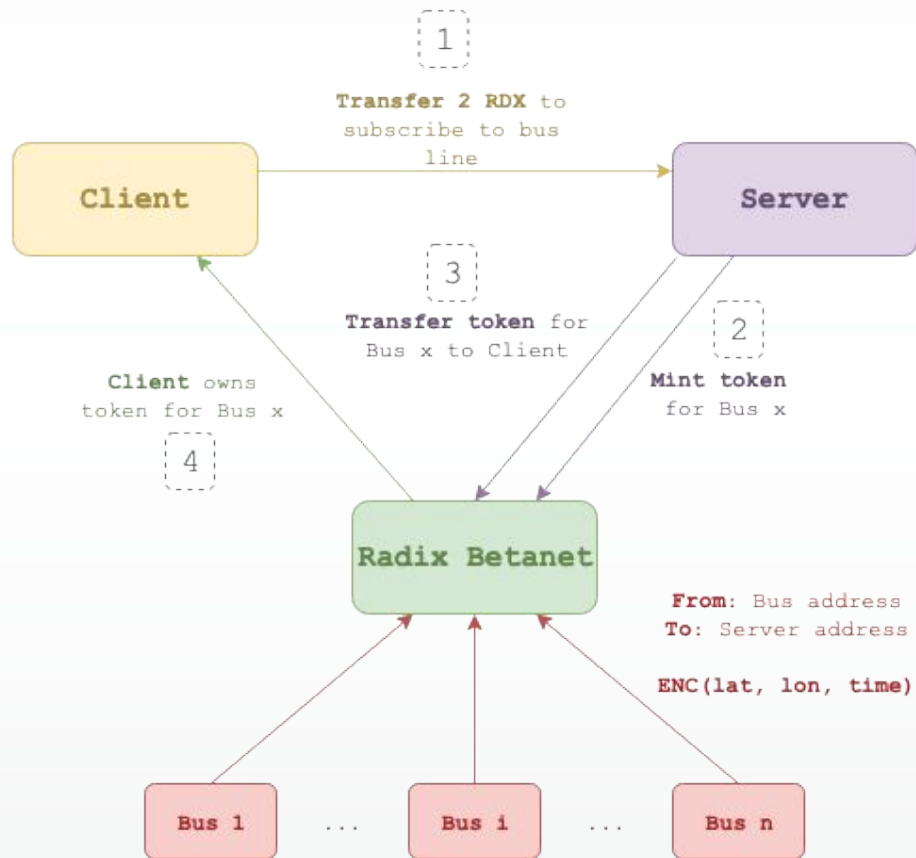 1
Transfer 2 RDX to
subscribe to bus
line
Client
Server
3
Transfer token for
Bus x to Client
2
Mint token
for Bus x
Client owns
token for Bus x
4
Radix Betanet
From: Bus address
To: Server address
ENC(lat, lon, time)
Bus 1
...
Bus i
...
Bus n